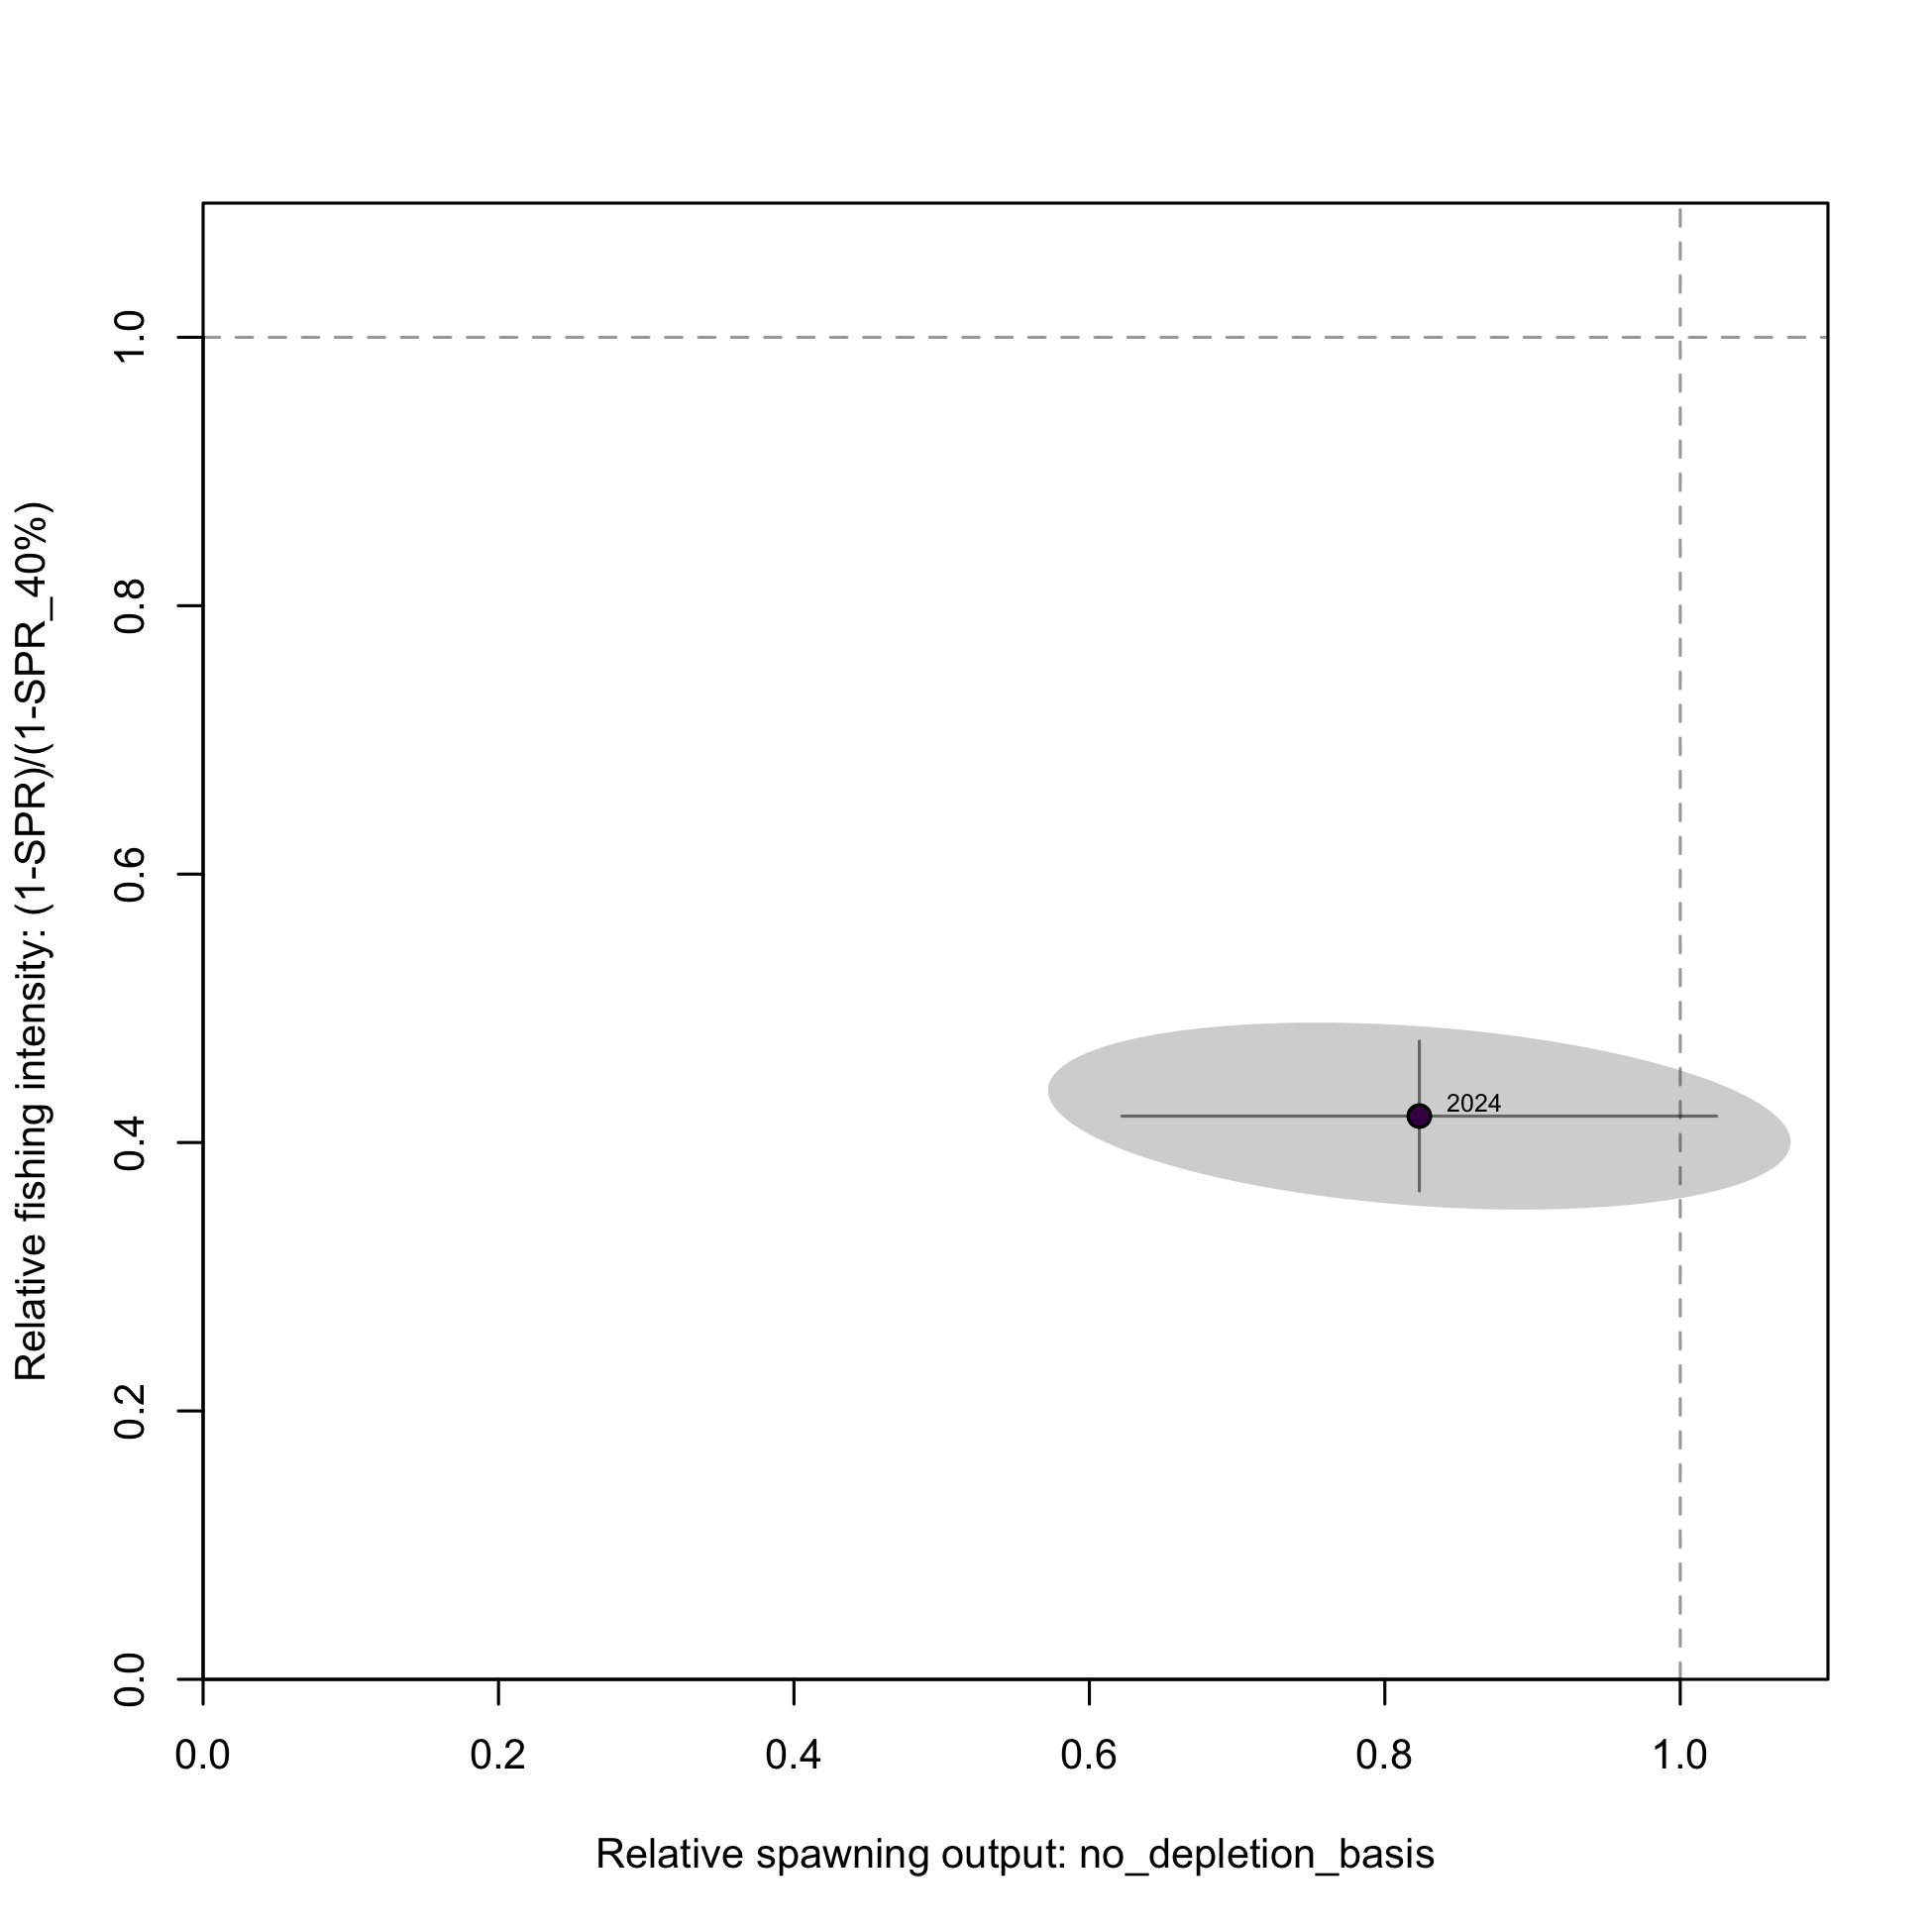 Relative fishing intensity: (1-SPR)/(1-SPR_40%)
1.0
0.8
0.6
0.4
0.2
0.0
2024
0.0 0.2 0.4 0.6 0.8 1.0
Relative spawning output: no_depletion_basis